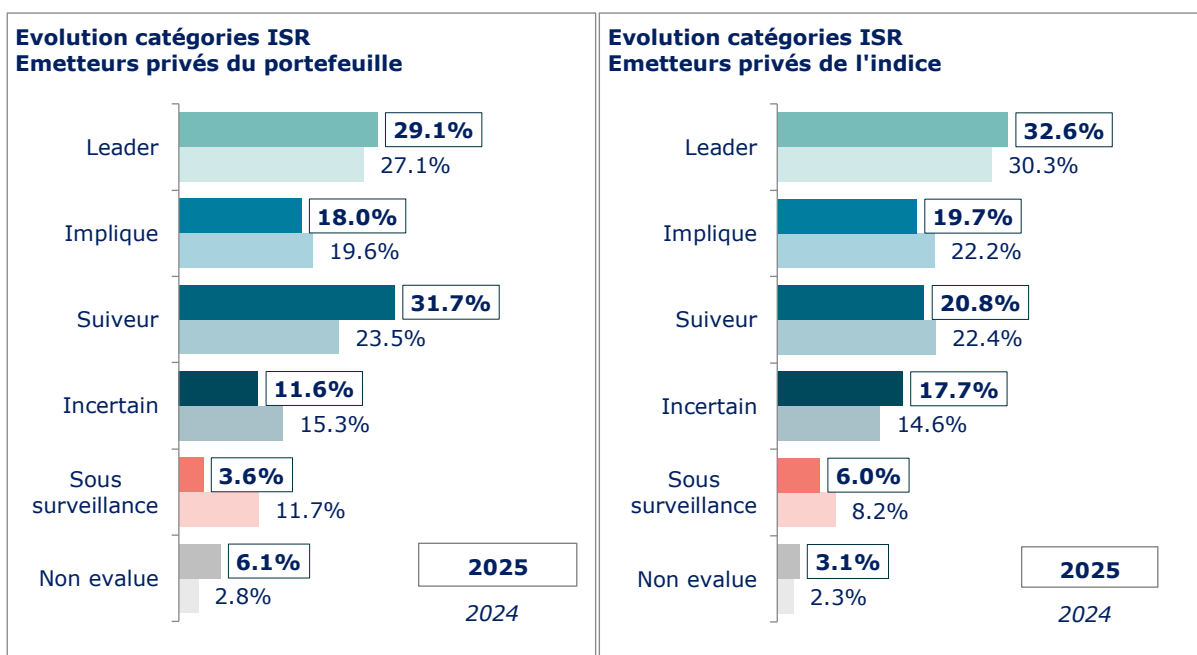 Evolution catégories ISR
Emetteurs privés du portefeuille
Leader
29.1%
27.1%
Implique
18.0%
19.6%
Suiveur
31.7%
23.5%
Incertain
11.6%
15.3%
Sous
surveillance
3.6%
11.7%
Non evalue
6.1%
2.8%
2025
2024
Evolution catégories ISR
Emetteurs privés de l'indice
Leader
32.6%
30.3%
Implique
19.7%
22.2%
Suiveur
20.8%
22.4%
Incertain
17.7%
14.6%
Sous
surveillance
6.0%
8.2%
Non evalue
3.1%
2.3%
2025
2024